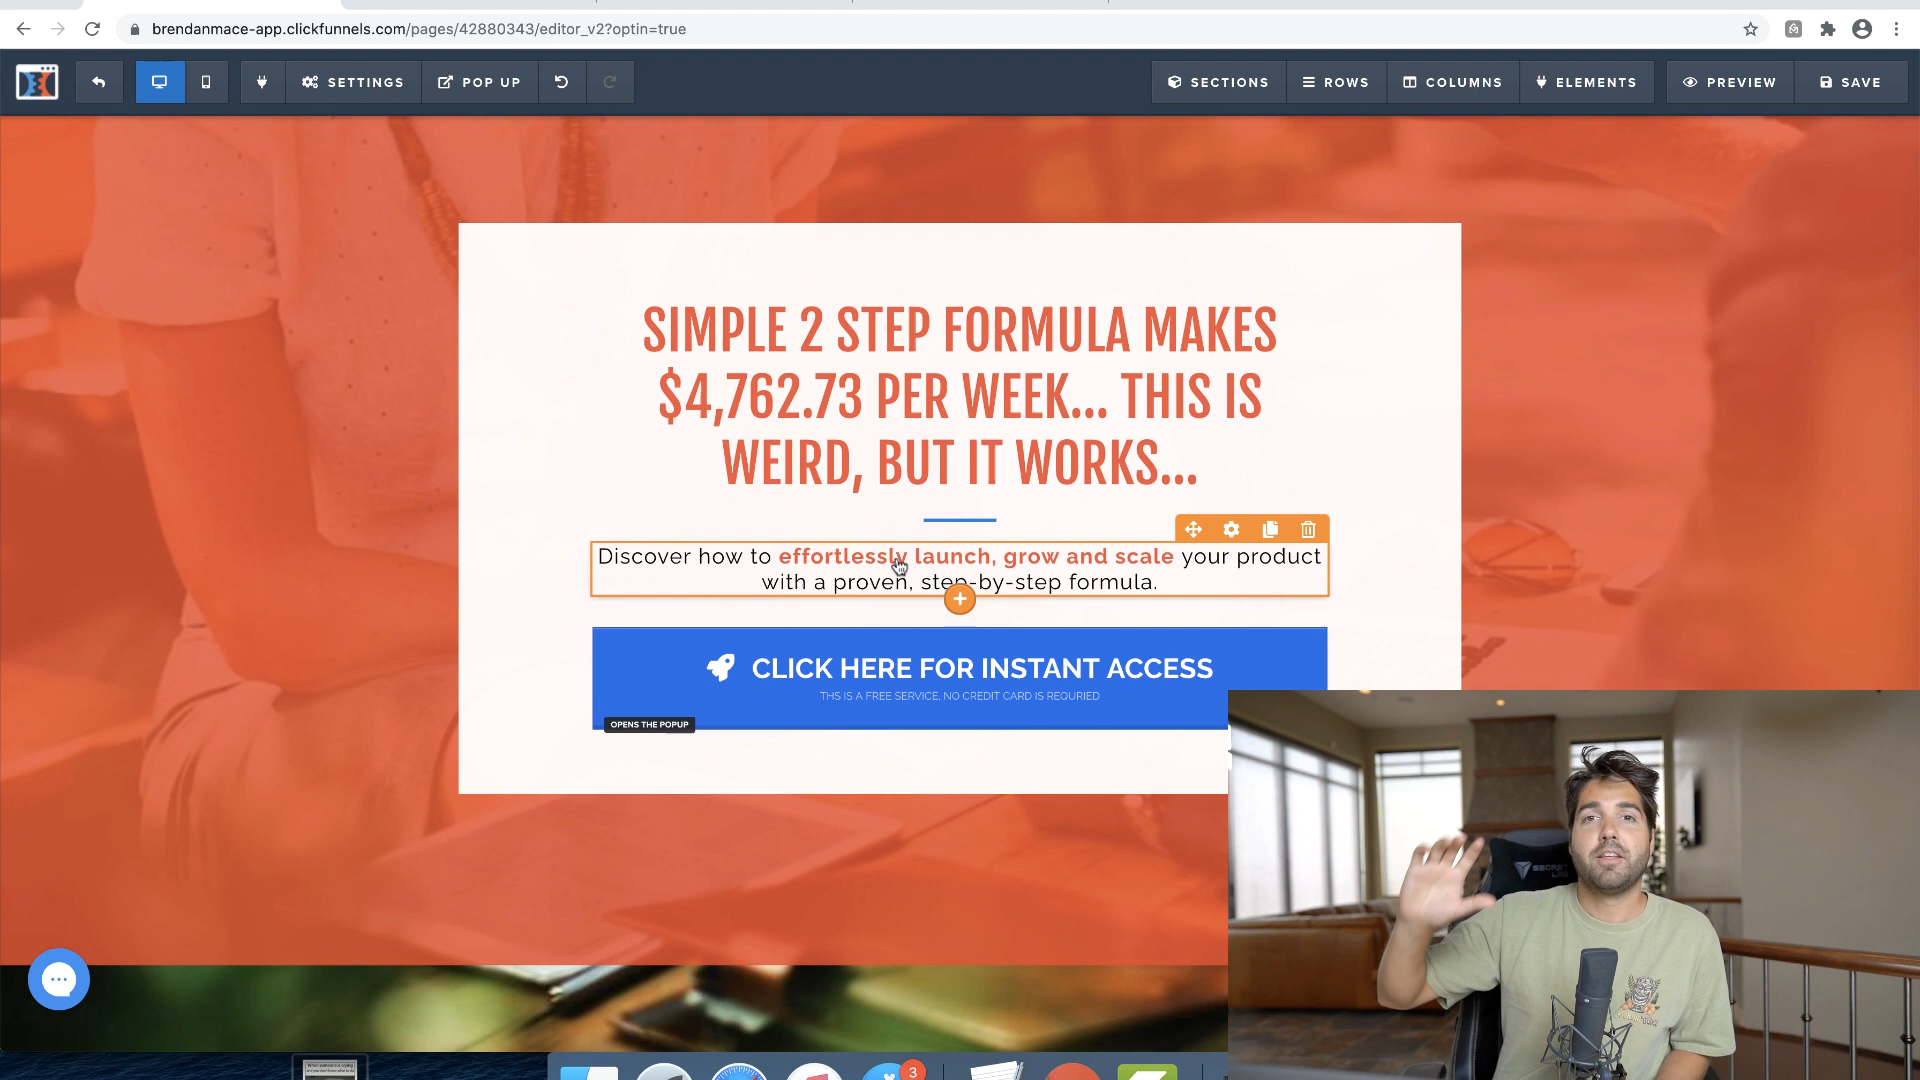 brendanmace-app.clickfunnels.com/pages/42880343/editor_v2?optin=true
SETTINGS
POP UP
SECTIONS
ROWS
COLUMNS
ELEMENTS
PREVIEW
SAVE
SIMPLE 2 STEP FORMULA MAKES
$4,762.73 PER WEEK... THIS IS
WEIRD, BUT IT WORKS...
Discover how to effortlessly launch, grow and scale your product
with a proven, step-by-step formula.
CLICK HERE FOR INSTANT ACCESS
THS IS A FREE SERVICE, NO CREDIT CARD IS REQURIED
OPENS THE POPUP
3